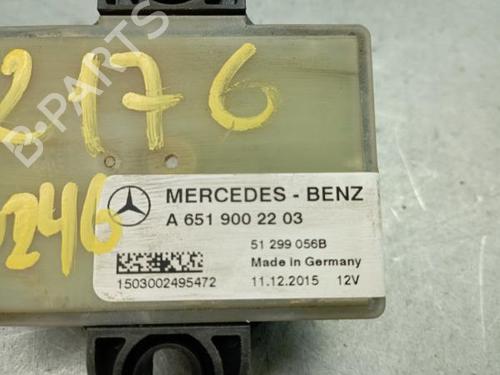 2176
246
B-PARTS
MERCEDES - BENZ
A 651 900 22 03
51 299 056B
Made in Germany
1503002495472
11.12.2015 12V